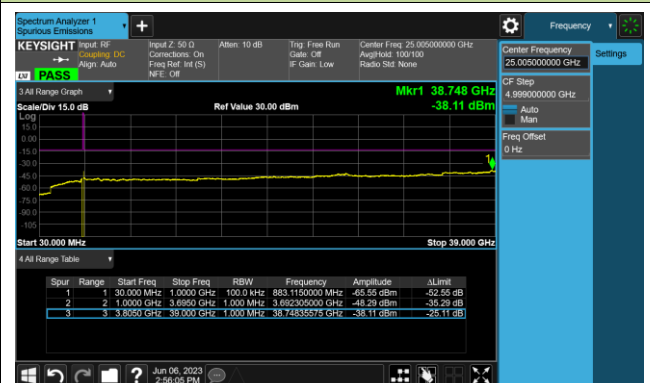 Spectrum Analyzer 1
Spurious Emissions
Frequency
KEYSIGHT Input: RF Input Z: 50 Ω Atten: 10 dB Trig: Free Run Center Freq: 25.005000000 GHz
Coupling: DC Corrections: On Gate: Off Avg|Hold: 100/100
Align: Auto Freq Ref: Int (S) IF Gain: Low Radio Std: None
LXI PASS NFE: Off
Center Frequency
25.005000000 GHz
Settings
CF Step
4.999000000 GHz
Auto
Man
Freq Offset
0 Hz
3 All Range Graph
Mkr1 38.748 GHz
Scale/Div 15.0 dB Ref Value 30.00 dBm -38.11 dBm
Log
15.0
0.00
-15.0
-30.0
-45.0
-60.0
-75.0
-90.0
-105
1
Start 30.000 MHz Stop 39.000 GHz
4 All Range Table
Spur Range Start Freq Stop Freq RBW Frequency Amplitude ΔLimit
1 1 30.000 MHz 1.0000 GHz 100.0 kHz 883.1150000 MHz -65.55 dBm -52.55 dB
2 2 1.0000 GHz 3.6950 GHz 1.000 MHz 3.692305000 GHz -48.29 dBm -35.29 dB
3 3 3.8050 GHz 39.000 GHz 1.000 MHz 38.74835575 GHz -38.11 dBm -25.11 dB
Jun 06, 2023
2:56:05 PM